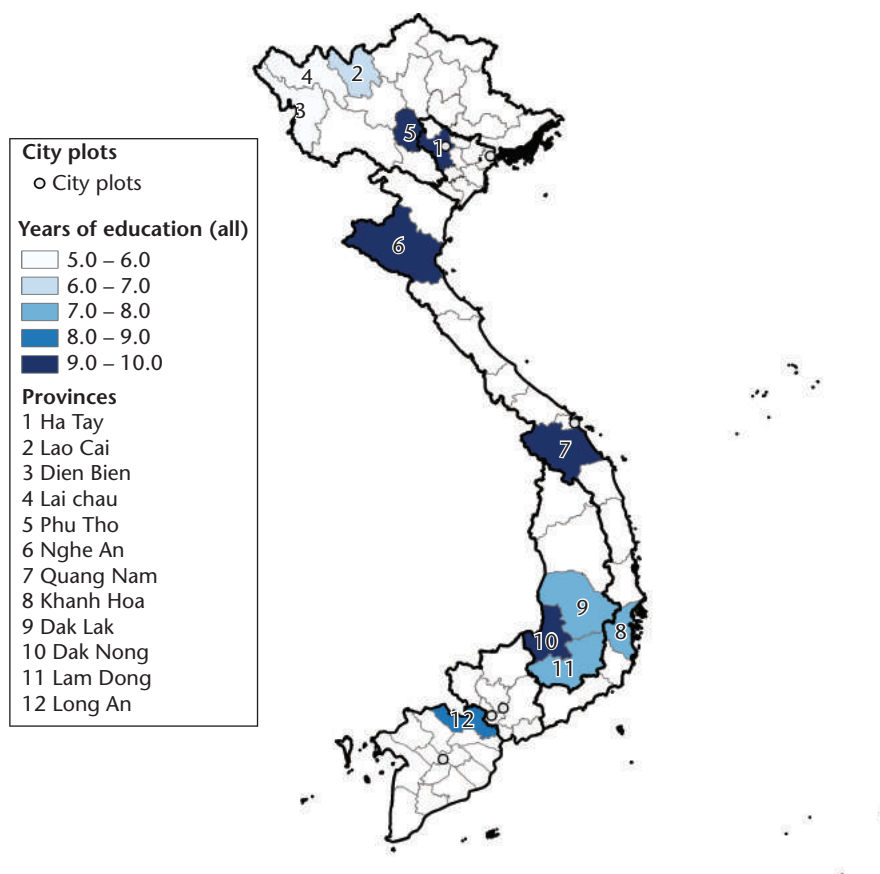 City plots
City plots
Years of education (all)
5.0 – 6.0
6.0 – 7.0
7.0 – 8.0
8.0 – 9.0
9.0 – 10.0
Provinces
1 Ha Tay
2 Lao Cai
3 Dien Bien
4 Lai chau
5 Phu Tho
6 Nghe An
7 Quang Nam
8 Khanh Hoa
9 Dak Lak
10 Dak Nong
11 Lam Dong
12 Long An
4
2
3
5
1
6
7
9
8
10
11
12